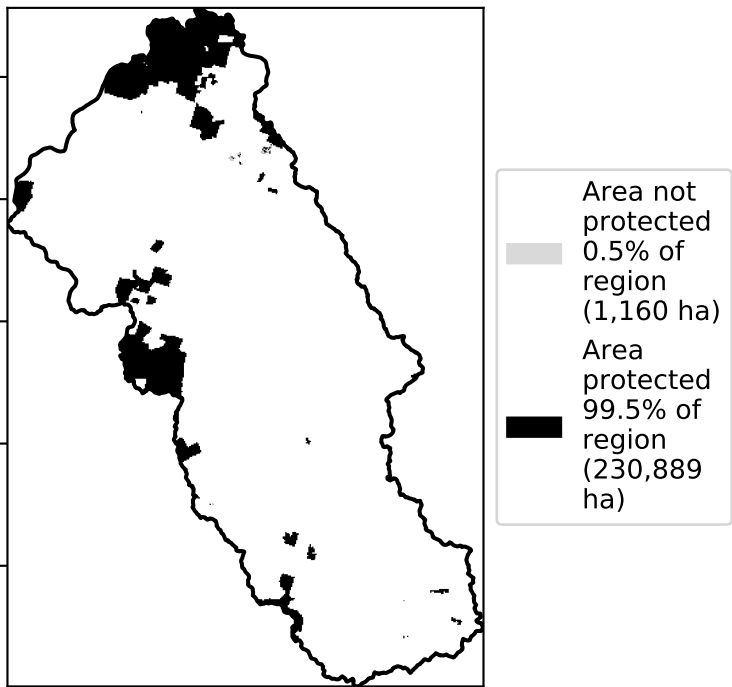 Area not
protected
0.5% of
region
(1,160 ha)
Area
protected
99.5% of
region
(230,889
ha)